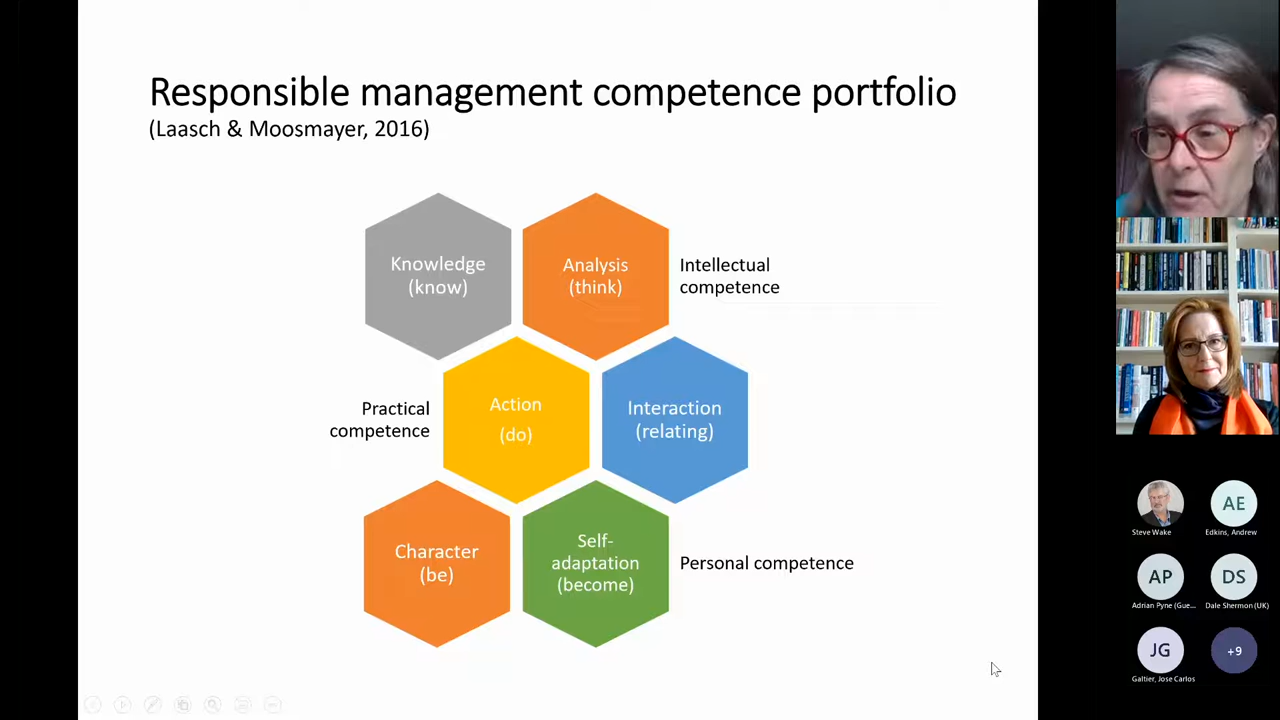 Responsible management competence portfolio
(Laasch & Moosmayer, 2016)
Knowledge
(know)
Analysis
(think)
Intellectual
competence
Practical
competence
Action
(do)
Interaction
(relating)
Character
(be)
Self-
adaptation
(become)
Personal competence
Steve Wake
AE
Edkins, Andrew
AP
Adrian Pyne (Gue...
DS
Dale Shermon (UK)
JG
Galtier, Jose Carlos
+9